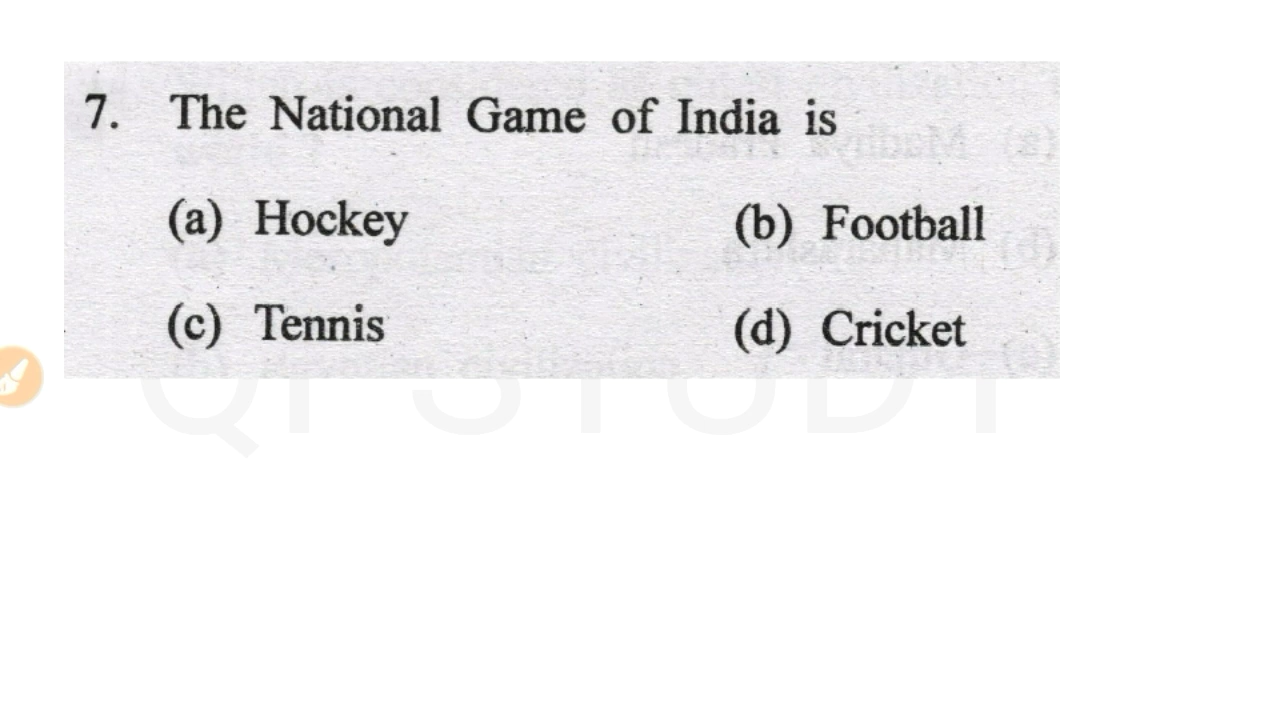 7. The National Game of India is
(a) Hockey (b) Football
(c) Tennis (d) Cricket